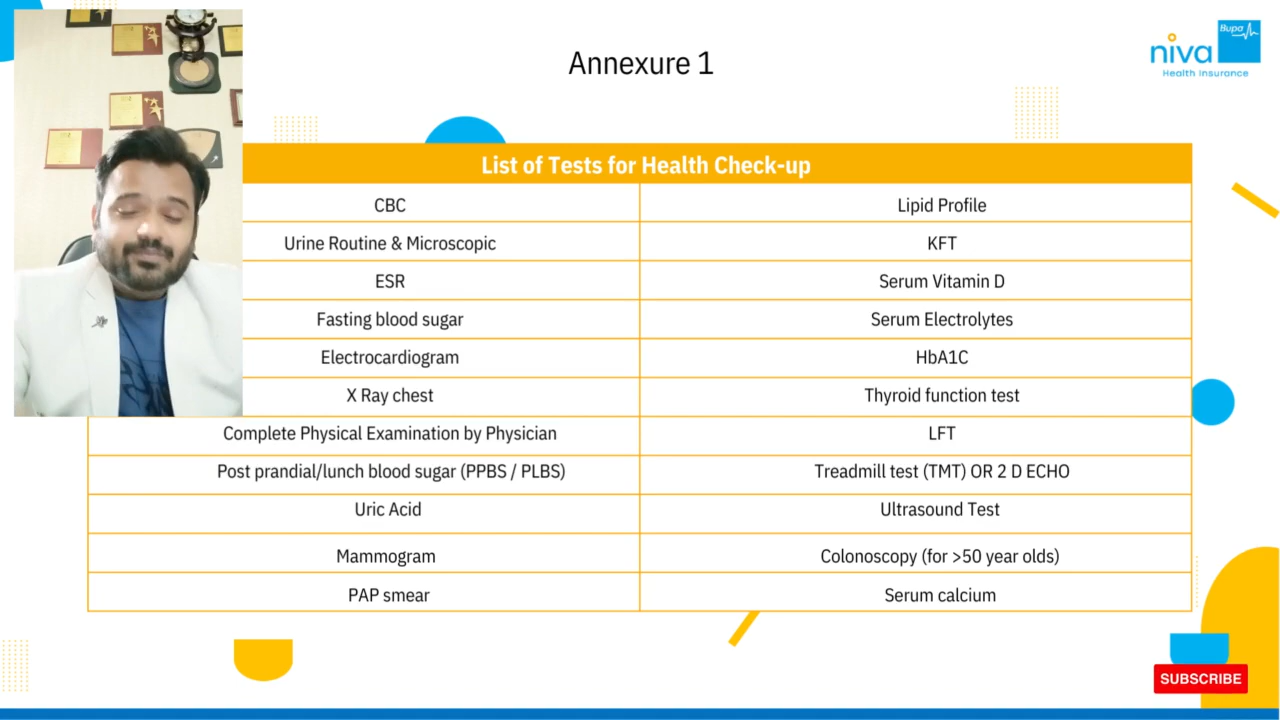 Annexure 1
Bupa
niva
Health Insurance
List of Tests for Health Check-up
CBC
Lipid Profile
Urine Routine & Microscopic
KFT
ESR
Serum Vitamin D
Fasting blood sugar
Serum Electrolytes
Electrocardiogram
HbA1C
X Ray chest
Thyroid function test
Complete Physical Examination by Physician
LFT
Post prandial/lunch blood sugar (PPBS / PLBS)
Treadmill test (TMT) OR 2 D ECHO
Uric Acid
Ultrasound Test
Mammogram
Colonoscopy (for >50 year olds)
PAP smear
Serum calcium
SUBSCRIBE